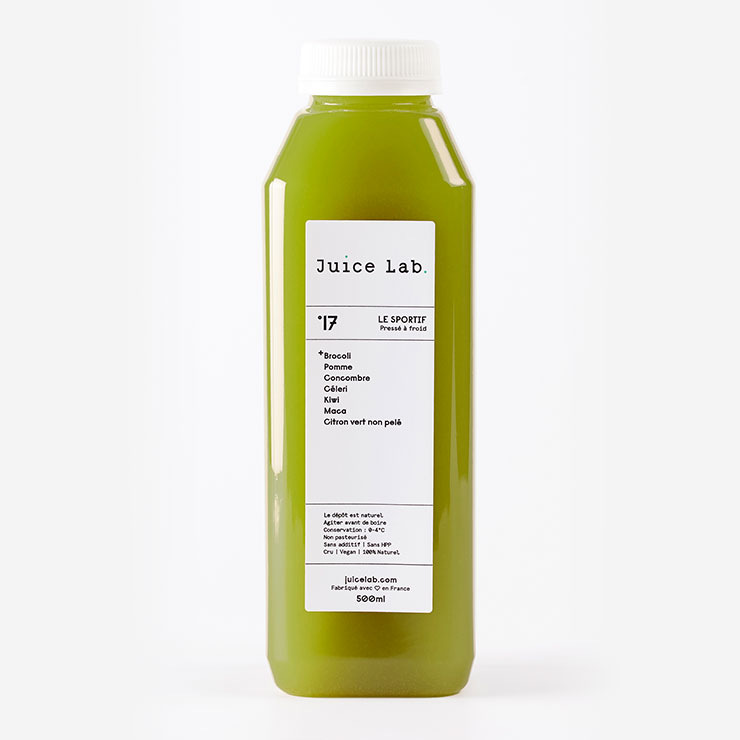 Juice Lab.
°17 LE SPORTIF
Pressé à froid
+Brocoli
Pomme
Concombre
Céleri
Kiwi
Maca
Citron vert non pelé
Le dépôt est naturel
Agiter avant de boire
Conservation : 0-4°C
Non pasteurisé
Sans additif | Sans HPP
Cru | Vegan | 100% Naturel
juicelab.com
Fabriqué avec ♡ en France
500ml